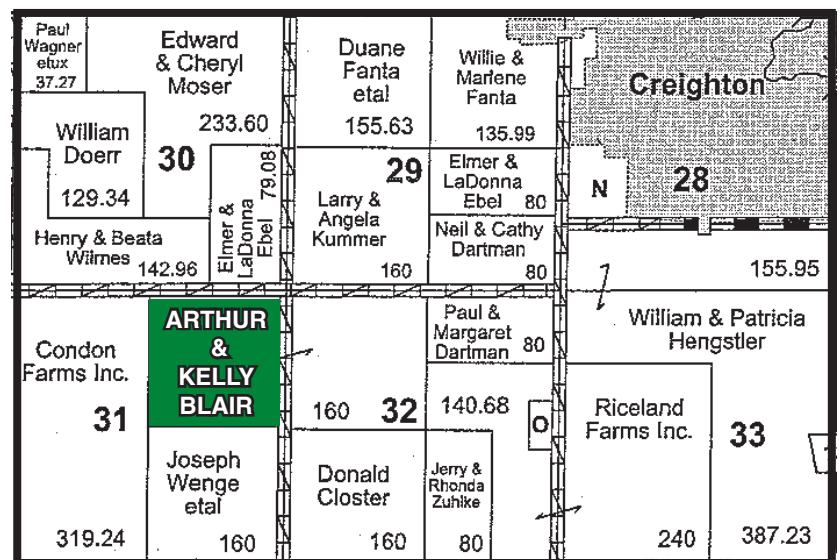 Paul
Wagner
etux
37.27
Edward
& Cheryl
Moser
233.60
Duane
Fanta
etal
155.63
Willie &
Marlene
Fanta
135.99
Creighton
William
Doerr
129.34
30
79.08
Elmer &
LaDonna
Ebel
29
Larry &
Angela
Kummer
160
Elmer &
LaDonna
Ebel 80
Neil & Cathy
Dartman
80
N
28
Henry & Beata
Wilmes
142.96
155.95
Condon
Farms Inc.
31
319.24
ARTHUR
&
KELLY
BLAIR
Joseph
Wenge
etal
160
160
32
Paul &
Margaret
Dartman 80
140.68
O
Donald
Closter
160
Jerry &
Rhonda
Zuhlke
80
William & Patricia
Hengstler
Riceland
Farms Inc.
240
33
387.23